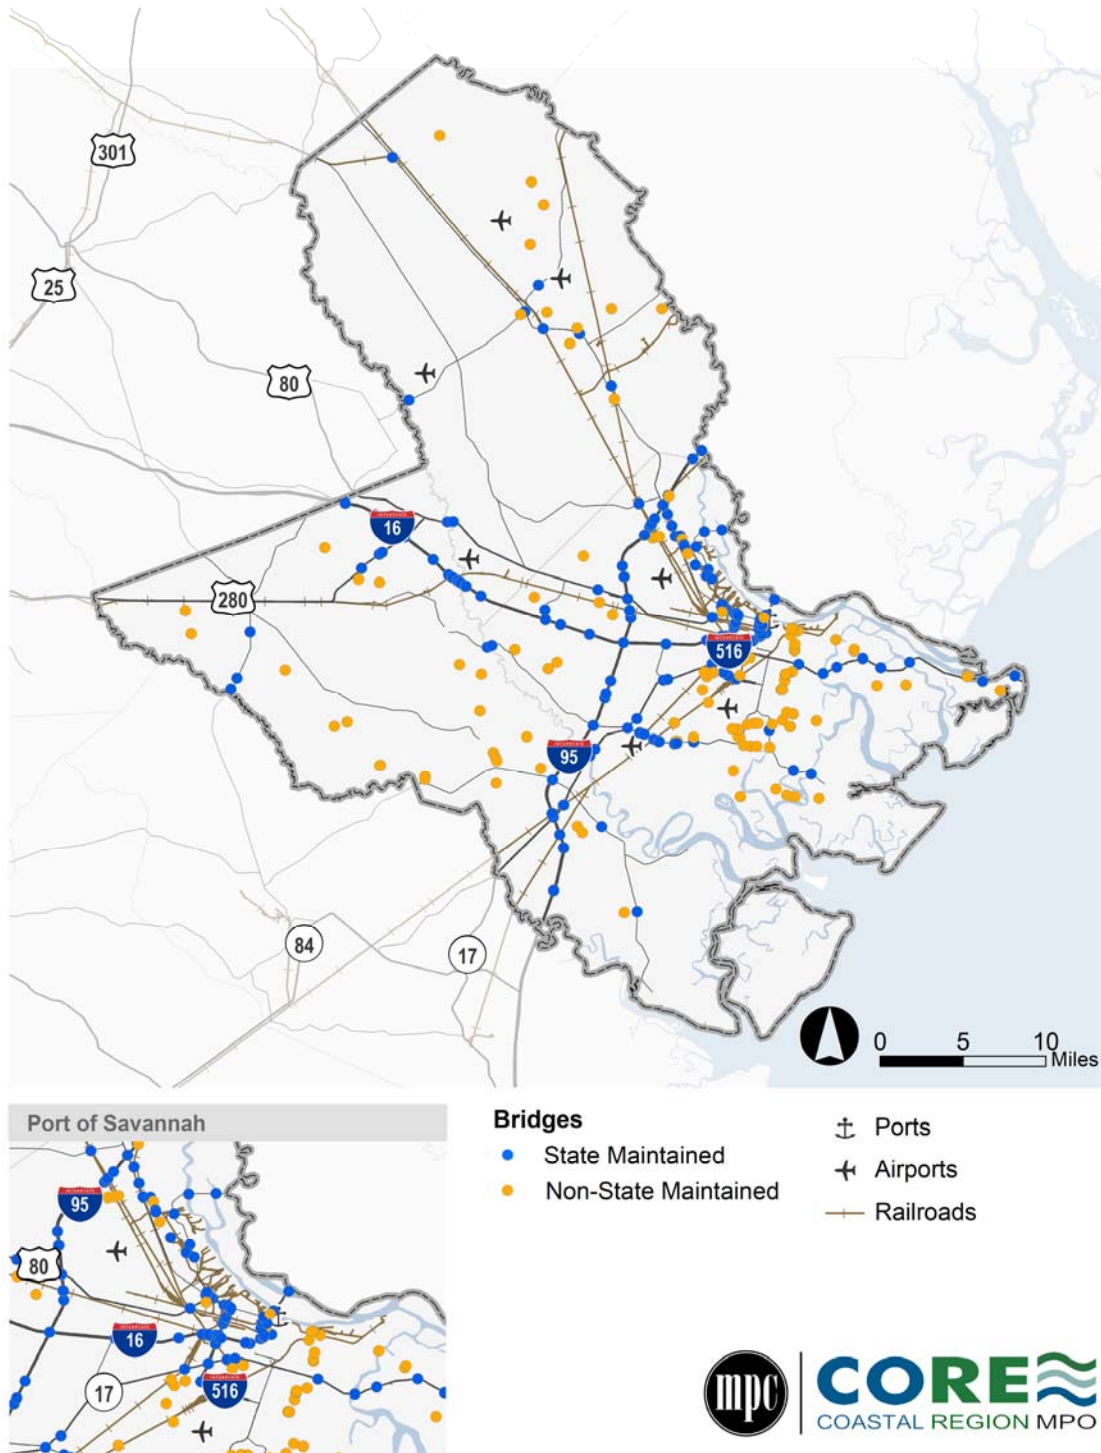 301
25
80
16
280
516
95
84
17
0 5 10
Miles
Port of Savannah
95
80
16
17
516
Bridges
State Maintained
Non-State Maintained
Ports
Airports
Railroads
mpc
CORE
COASTAL REGION MPO